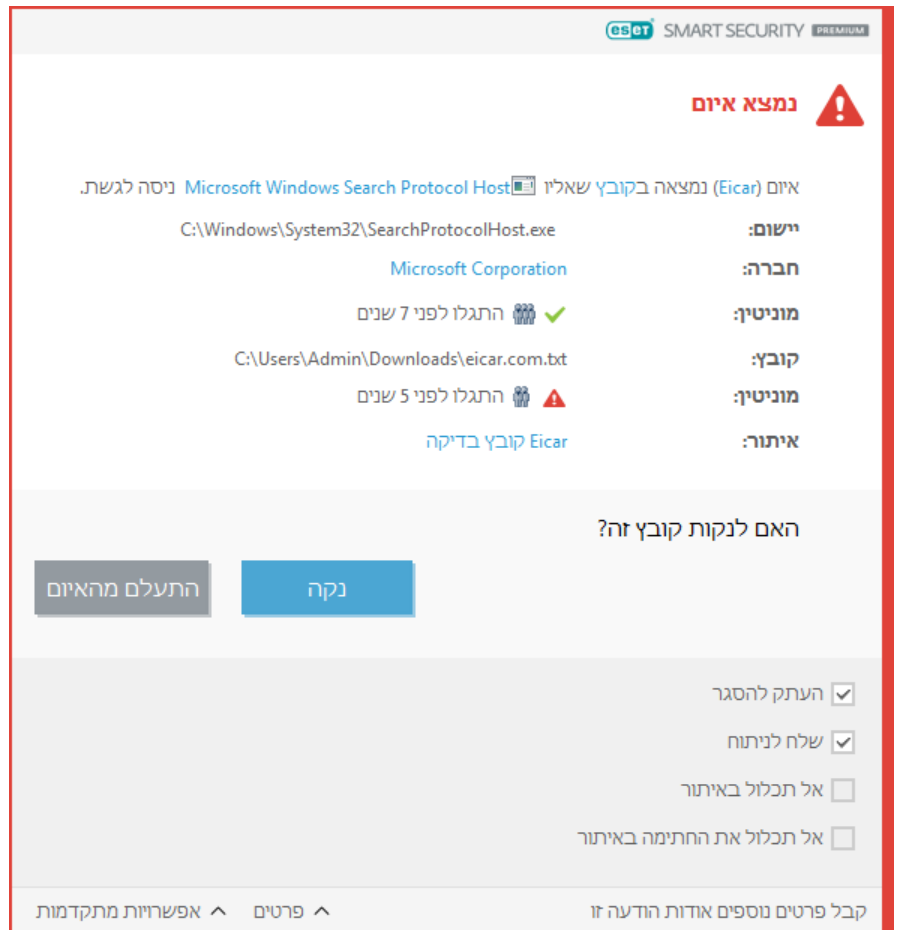 eset SMART SECURITY PREMIUM
נמצא איום
איום (Eicar) נמצאה בקובץ שאליו Microsoft Windows Search Protocol Host ניסה לגשת.
יישום: C:\Windows\System32\SearchProtocolHost.exe
חברה: Microsoft Corporation
מוניטין: התגלו לפני 7 שנים
קובץ: C:\Users\Admin\Downloads\eicar.com.txt
מוניטין: התגלו לפני 5 שנים
איתור: Eicar קובץ בדיקה
האם לנקות קובץ זה?
נקה התעלם מהאיום
העתק להסגר
שלח לניתוח
אל תכלול באיתור
אל תכלול את החתימה באיתור
קבל פרטים נוספים אודות הודעה זו פרטים אפשרויות מתקדמות